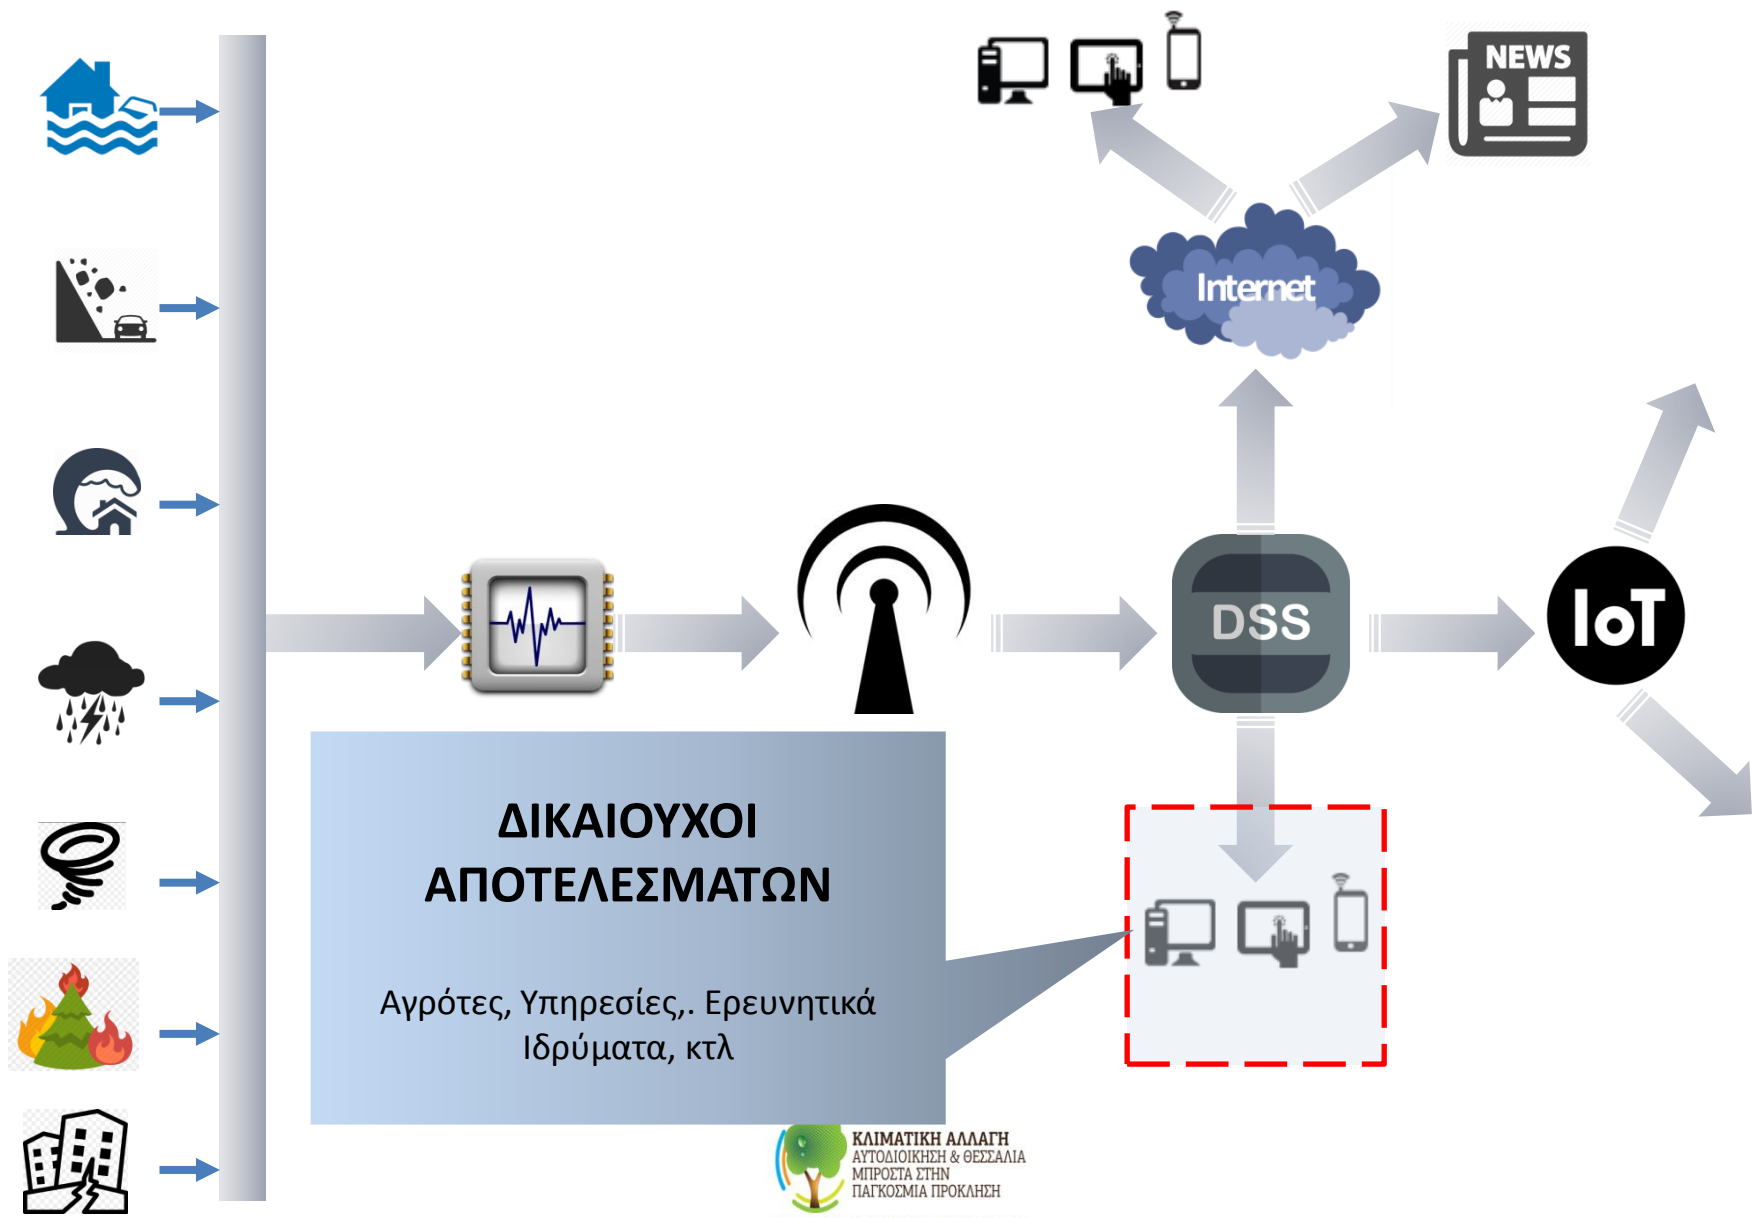 NEWS
Internet
DSS
IoT
ΔΙΚΑΙΟΥΧΟΙ
ΑΠΟΤΕΛΕΣΜΑΤΩΝ
Αγρότες, Υπηρεσίες,. Ερευνητικά
Ιδρύματα, κτλ
ΚΛΙΜΑΤΙΚΗ ΑΛΛΑΓΗ
ΑΥΤΟΔΙΟΙΚΗΣΗ & ΘΕΣΣΑΛΙΑ
ΜΠΡΟΣΤΑ ΣΤΗΝ
ΠΑΓΚΟΣΜΙΑ ΠΡΟΚΛΗΣΗ